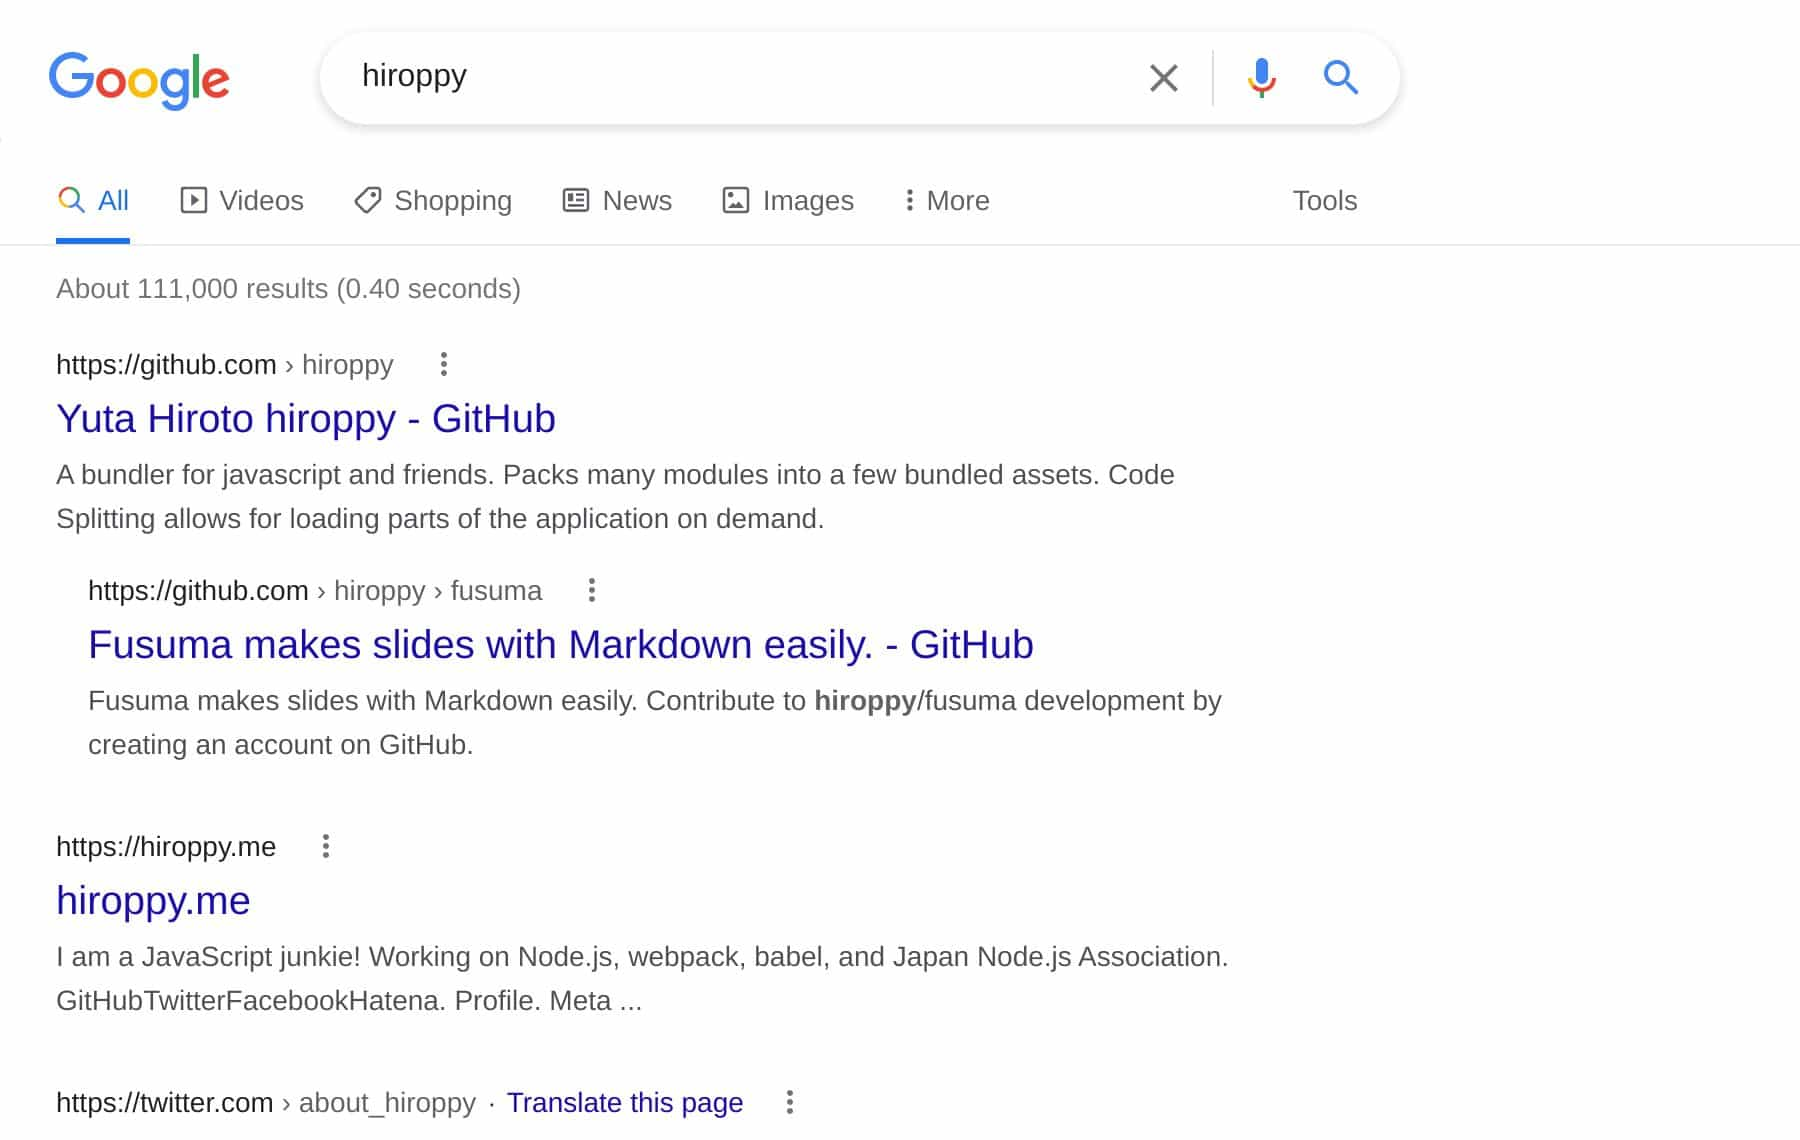 Google
hiroppy
All Videos Shopping News Images More Tools
About 111,000 results (0.40 seconds)
https://github.com › hiroppy
Yuta Hiroto hiroppy - GitHub
A bundler for javascript and friends. Packs many modules into a few bundled assets. Code
Splitting allows for loading parts of the application on demand.
https://github.com › hiroppy › fusuma
Fusuma makes slides with Markdown easily. - GitHub
Fusuma makes slides with Markdown easily. Contribute to hiroppy/fusuma development by
creating an account on GitHub.
https://hiroppy.me
hiroppy.me
I am a JavaScript junkie! Working on Node.js, webpack, babel, and Japan Node.js Association.
GitHubTwitterFacebookHatena. Profile. Meta ...
https://twitter.com › about_hiroppy · Translate this page